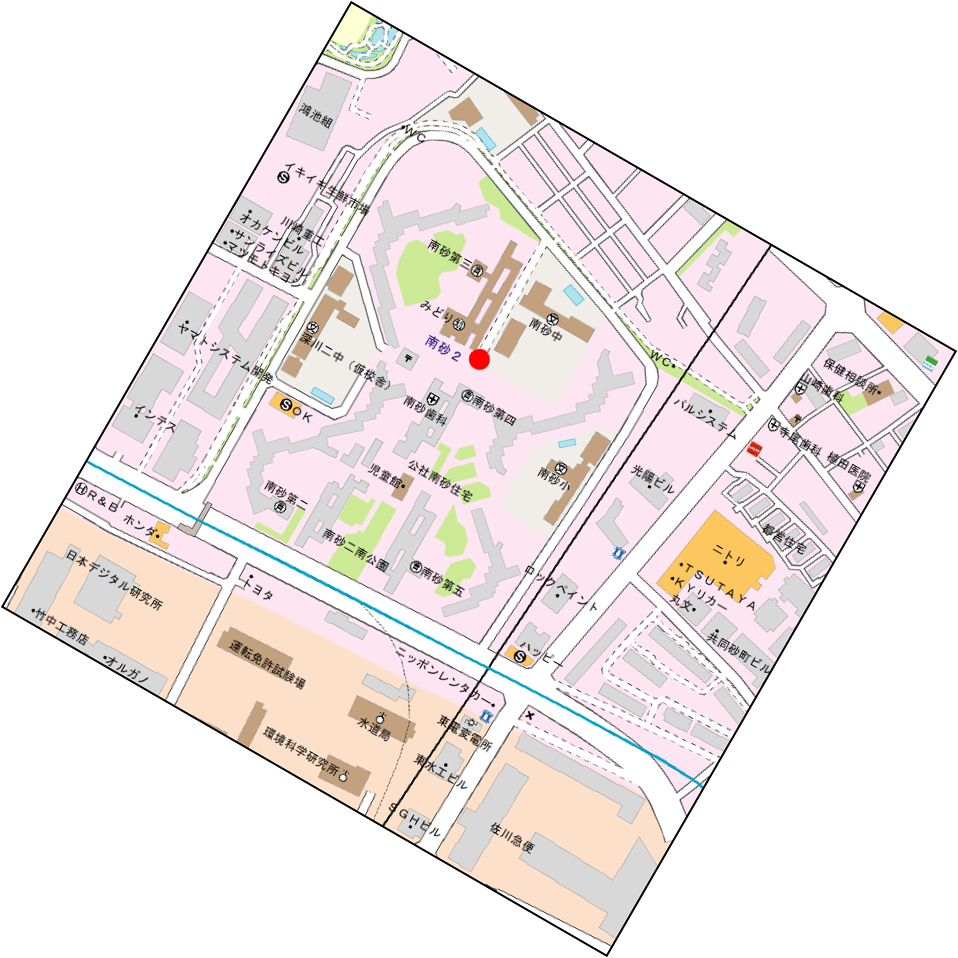 鴻池組
WC
イキイキ生鮮市場
川崎重工
オカケンビル
サンライズビル
マツモトキヨシ
南砂第三
みどり
南砂2
南砂中
深川二中（仮校舎）
ヤマトシステム開発
インテス
OK
南砂歯科
南砂第四
WC
パルシステム
保健相談所
山崎歯科
寺尾歯科
植田医院
光陽ビル
南砂小
公社南砂住宅
児童館
南砂第二
南砂二南公園
南砂第五
都営住宅
ニトリ
TSUTAYA
KYリカー
丸文
共同砂町ビル
ロックペイント
ハッピー
R&B
ホンダ
トヨタ
日本デジタル研究所
竹中工務店
オルガノ
運転免許試験場
ニッポンレンタカー
水道局
東電変電所
環境科学研究所
東水工ビル
SGHビル
佐川急便